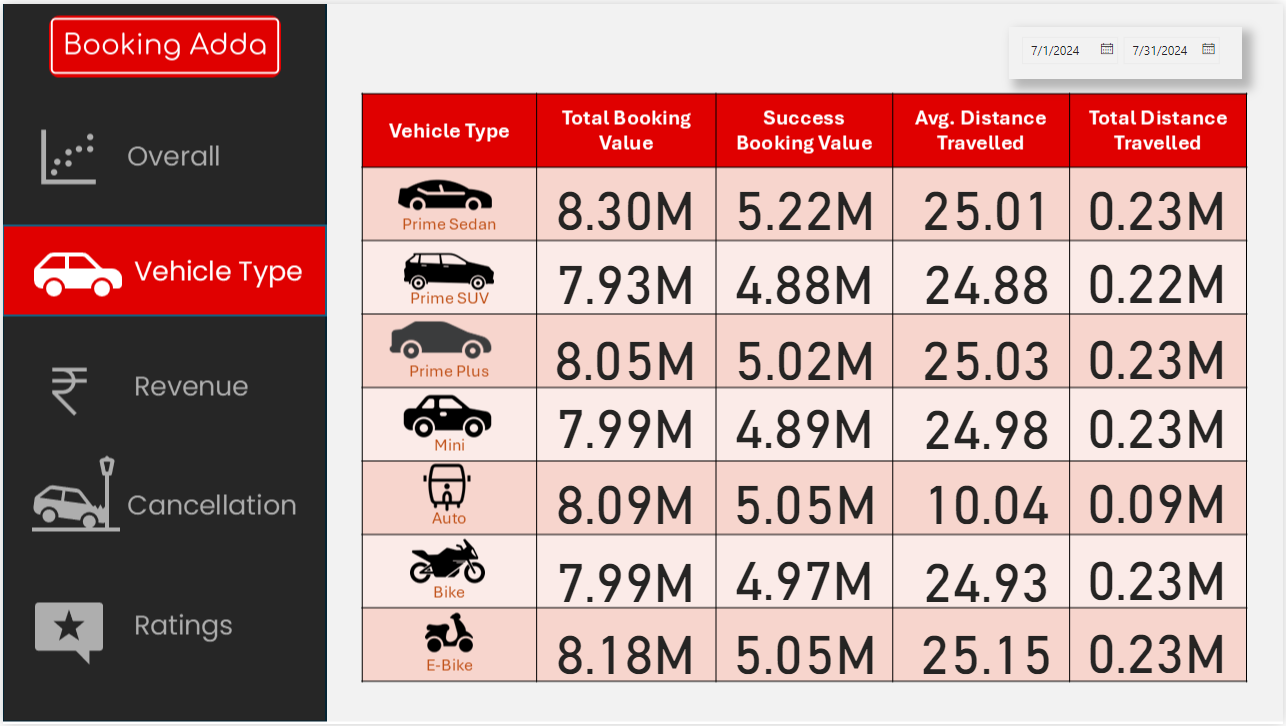 Booking Adda
Overall
Vehicle Type
Revenue
Cancellation
Ratings
7/1/2024 7/31/2024
Vehicle Type Total Booking Value Success Booking Value Avg. Distance Travelled Total Distance Travelled
Prime Sedan 8.30M 5.22M 25.01 0.23M
Prime SUV 7.93M 4.88M 24.88 0.22M
Prime Plus 8.05M 5.02M 25.03 0.23M
Mini 7.99M 4.89M 24.98 0.23M
Auto 8.09M 5.05M 10.04 0.09M
Bike 7.99M 4.97M 24.93 0.23M
E-Bike 8.18M 5.05M 25.15 0.23M